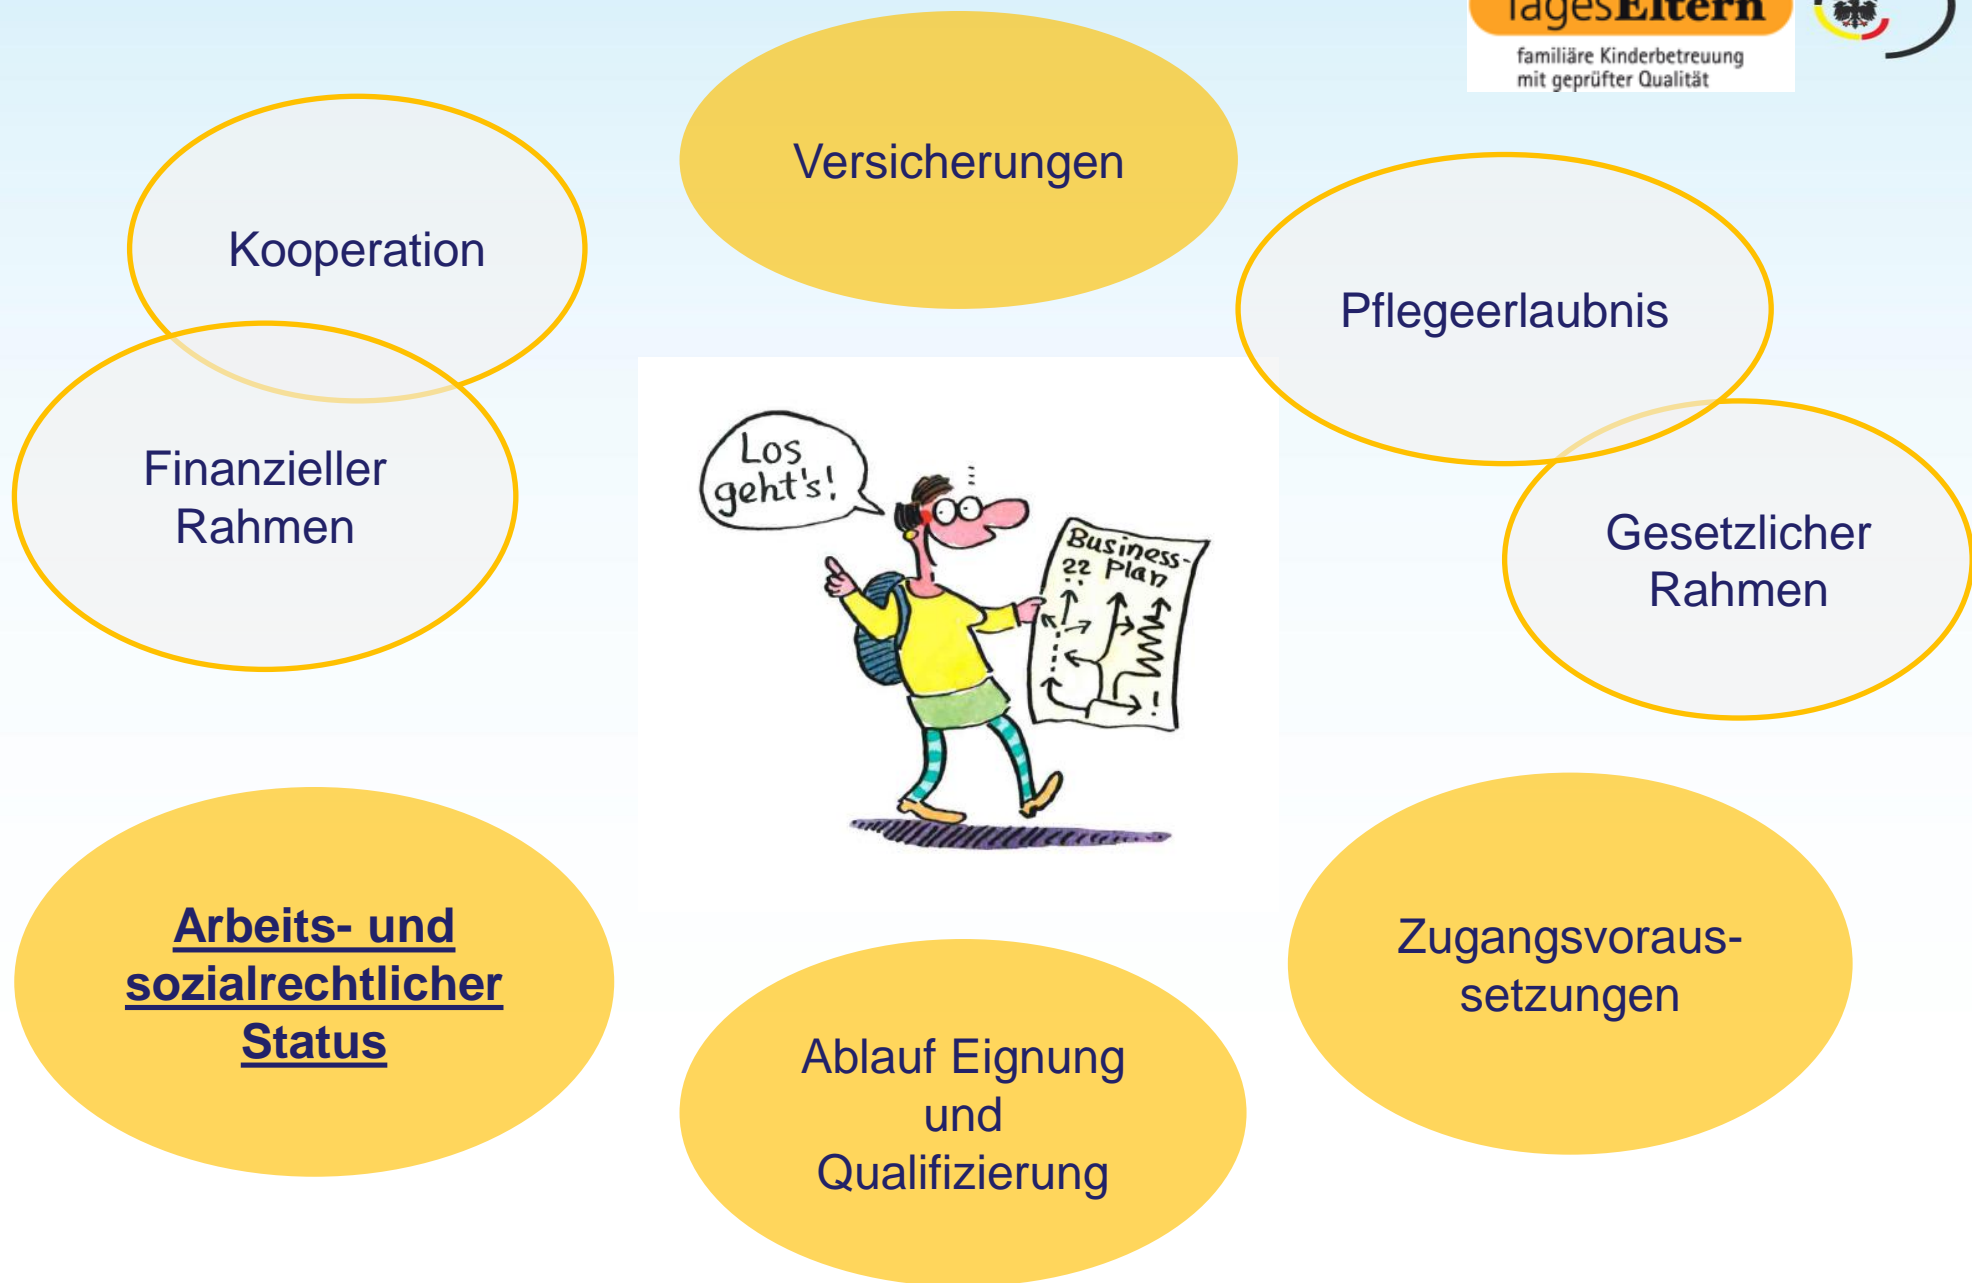 TagesEltern
familiäre Kinderbetreuung
mit geprüfter Qualität
Versicherungen
Kooperation
Pflegeerlaubnis
Finanzieller
Rahmen
Gesetzlicher
Rahmen
Los
geht's!
Business-
?? Plan
!
Arbeits- und
sozialrechtlicher
Status
Zugangsvoraus-
setzungen
Ablauf Eignung
und
Qualifizierung